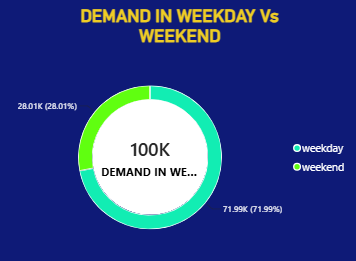 DEMAND IN WEEKDAY Vs
WEEKEND
28.01K (28.01%)
100K
DEMAND IN WE...
weekday
weekend
71.99K (71.99%)